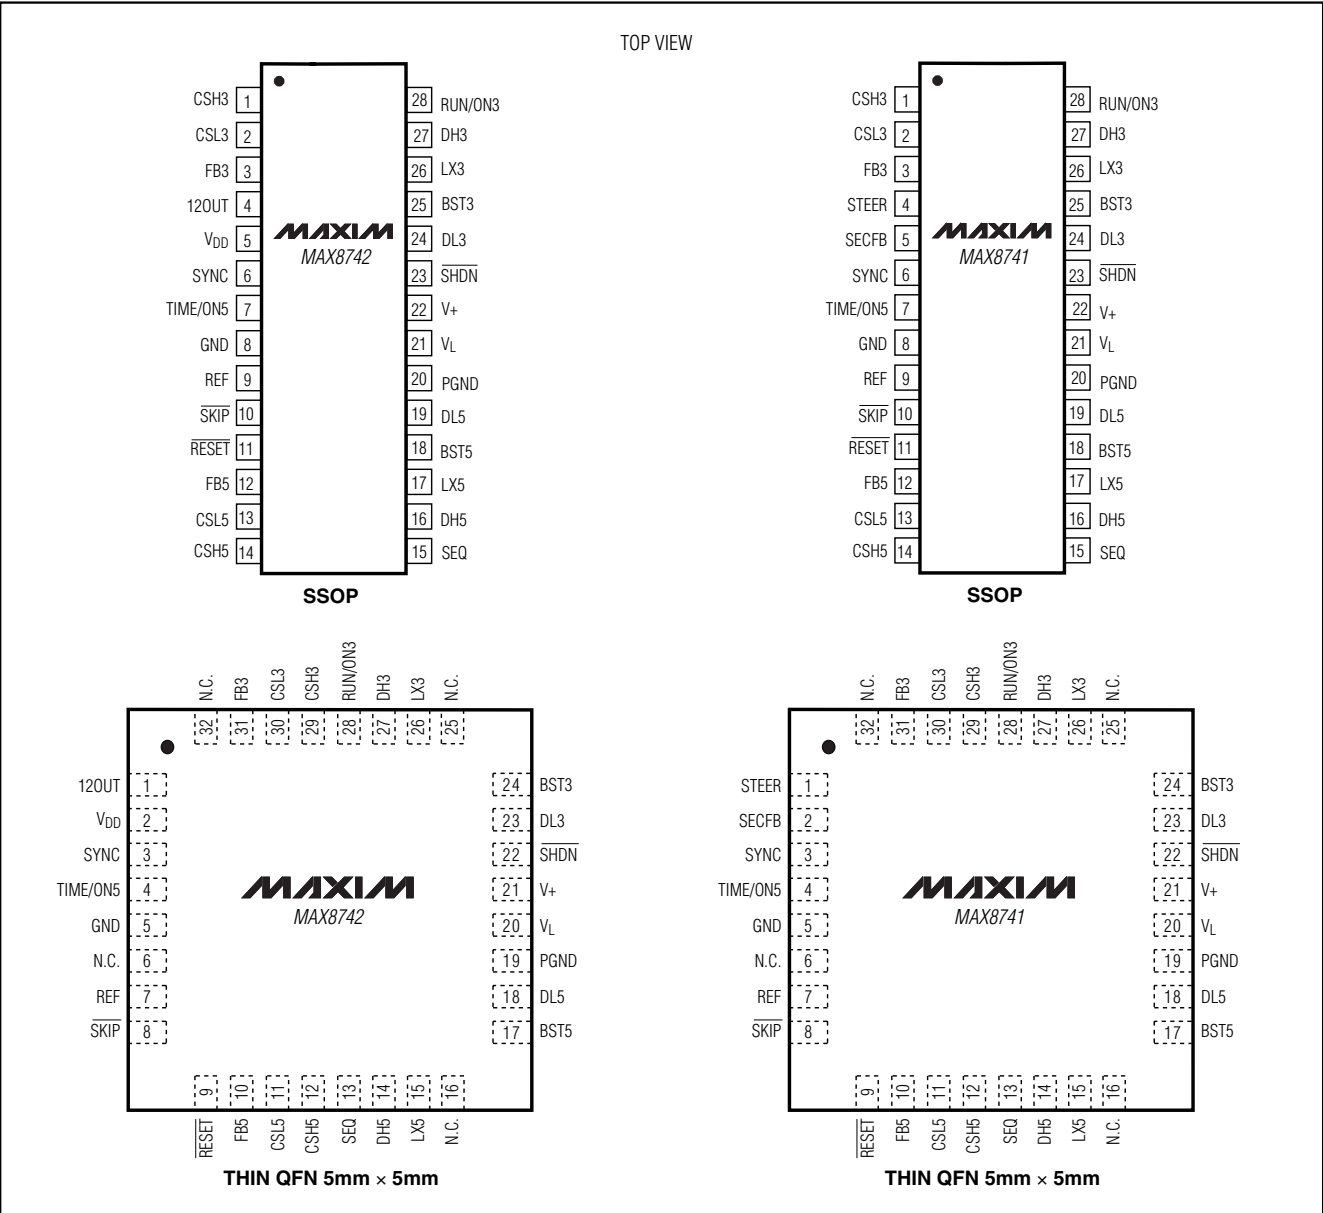 TOP VIEW
CSH3 1 28 RUN/ON3
CSL3 2 27 DH3
FB3 3 26 LX3
12OUT 4 25 BST3
VDD 5 24 DL3
SYNC 6 23 SHDN
TIME/ON5 7 22 V+
GND 8 21 VL
REF 9 20 PGND
SKIP 10 19 DL5
RESET 11 18 BST5
FB5 12 17 LX5
CSL5 13 16 DH5
CSH5 14 15 SEQ
MAXIM
MAX8742
SSOP
CSH3 1 28 RUN/ON3
CSL3 2 27 DH3
FB3 3 26 LX3
STEER 4 25 BST3
SECFB 5 24 DL3
SYNC 6 23 SHDN
TIME/ON5 7 22 V+
GND 8 21 VL
REF 9 20 PGND
SKIP 10 19 DL5
RESET 11 18 BST5
FB5 12 17 LX5
CSL5 13 16 DH5
CSH5 14 15 SEQ
MAXIM
MAX8741
SSOP
N.C. FB3 CSL3 CSH3 RUN/ON3 DH3 LX3 N.C.
32 31 30 29 28 27 26 25
12OUT 1 24 BST3
VDD 2 23 DL3
SYNC 3 22 SHDN
TIME/ON5 4 21 V+
GND 5 20 VL
N.C. 6 19 PGND
REF 7 18 DL5
SKIP 8 17 BST5
MAXIM
MAX8742
9 10 11 12 13 14 15 16
RESET FB5 CSL5 CSH5 SEQ DH5 LX5 N.C.
THIN QFN 5mm × 5mm
N.C. FB3 CSL3 CSH3 RUN/ON3 DH3 LX3 N.C.
32 31 30 29 28 27 26 25
STEER 1 24 BST3
SECFB 2 23 DL3
SYNC 3 22 SHDN
TIME/ON5 4 21 V+
GND 5 20 VL
N.C. 6 19 PGND
REF 7 18 DL5
SKIP 8 17 BST5
MAXIM
MAX8741
9 10 11 12 13 14 15 16
RESET FB5 CSL5 CSH5 SEQ DH5 LX5 N.C.
THIN QFN 5mm × 5mm